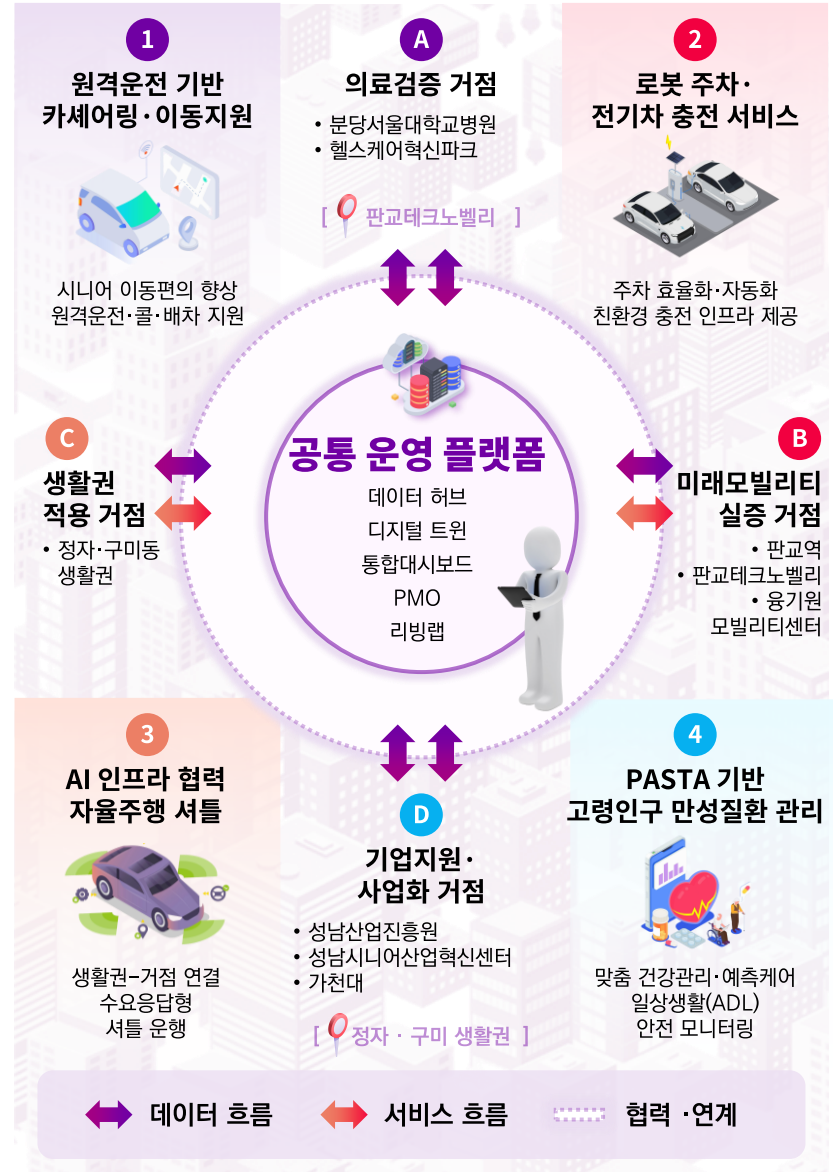 1
원격운전 기반
카셰어링·이동지원
시니어 이동편의 향상
원격운전·콜·배차 지원
A
의료검증 거점
• 분당서울대학교병원
• 헬스케어혁신파크
[ 판교테크노벨리 ]
2
로봇 주차·
전기차 충전 서비스
주차 효율화·자동화
친환경 충전 인프라 제공
C
생활권
적용 거점
• 정자·구미동
생활권
공통 운영 플랫폼
데이터 허브
디지털 트윈
통합대시보드
PMO
리빙랩
B
미래모빌리티
실증 거점
• 판교역
• 판교테크노벨리
• 융기원
모빌리티센터
3
AI 인프라 협력
자율주행 셔틀
생활권–거점 연결
수요응답형
셔틀 운행
D
기업지원·
사업화 거점
• 성남산업진흥원
• 성남시니어산업혁신센터
• 가천대
[ 정자 · 구미 생활권 ]
4
PASTA 기반
고령인구 만성질환 관리
맞춤 건강관리·예측케어
일상생활(ADL)
안전 모니터링
데이터 흐름
서비스 흐름
협력 ·연계